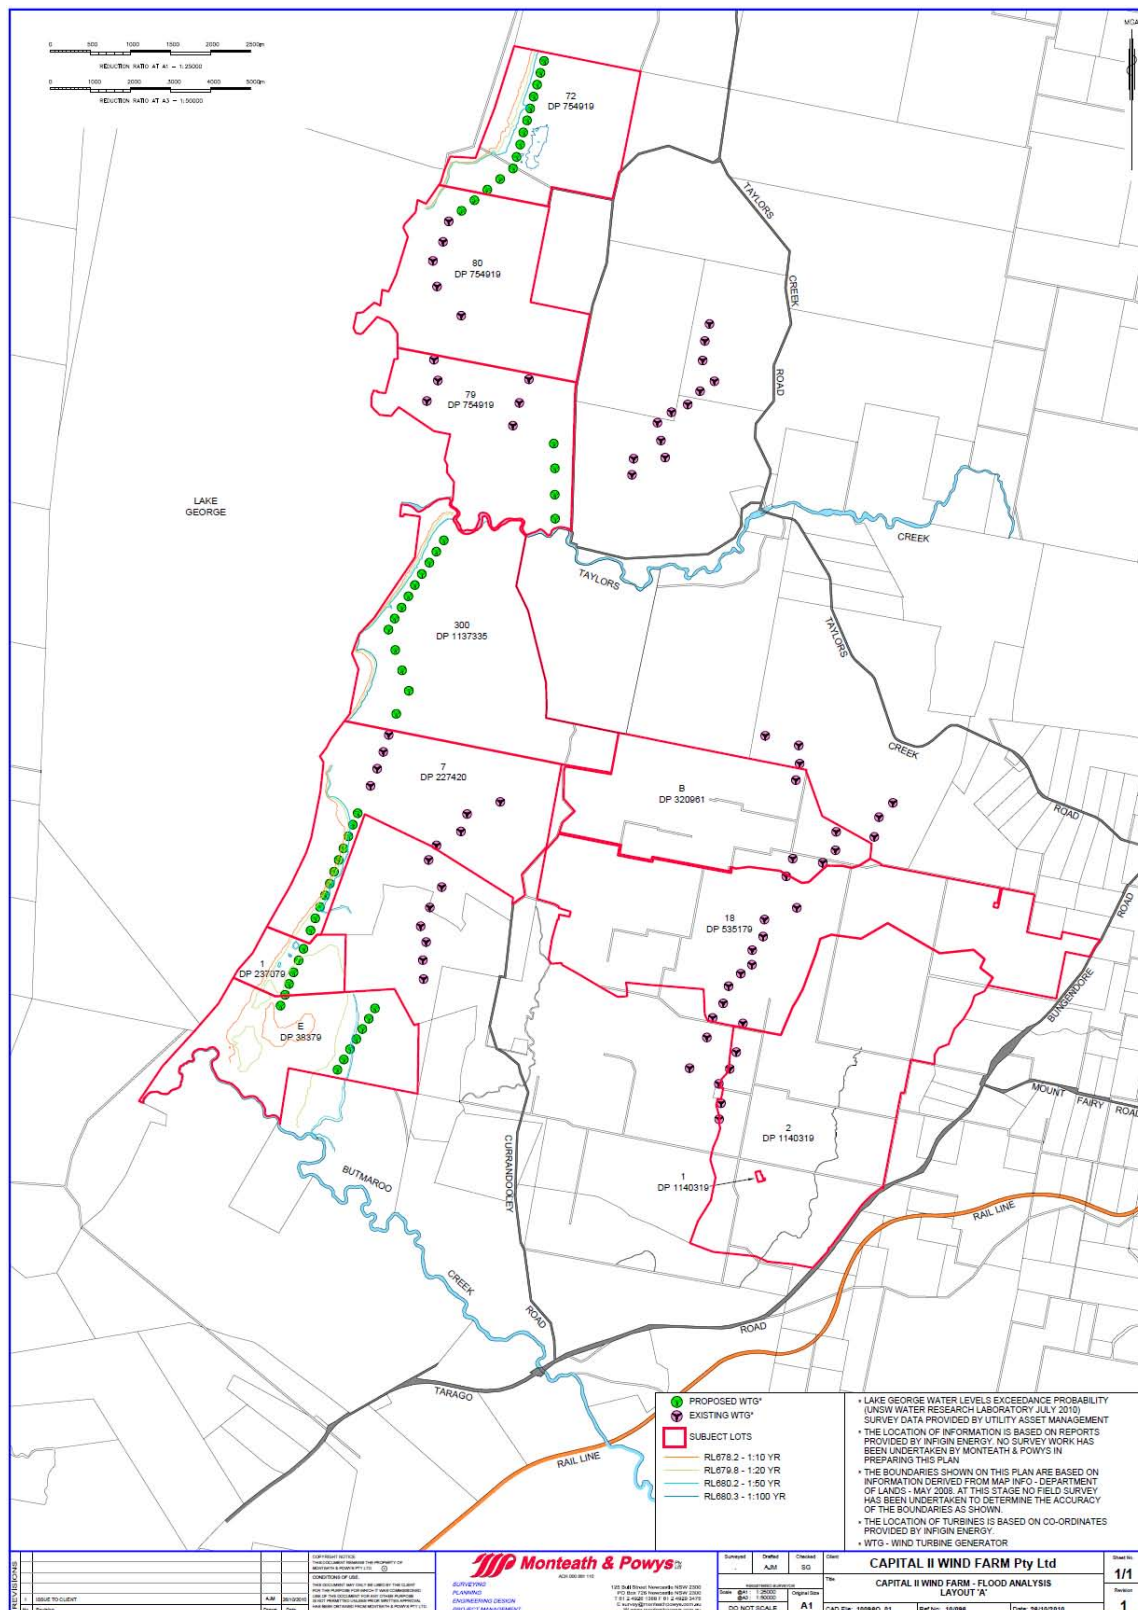 0 500 1000 1500 2000 2500m
REDUCTION RATIO AT A1 – 1:25000
0 1000 2000 3000 4000 5000m
REDUCTION RATIO AT A3 – 1:50000
MGA
72
DP 754919
TAYLORS
CREEK
ROAD
80
DP 754919
79
DP 754919
LAKE
GEORGE
CREEK
TAYLORS
300
DP 1137335
TAYLORS
CREEK
ROAD
7
DP 227420
B
DP 320961
18
DP 535179
ROAD
BUNGENDORE
1
DP 237079
E
DP 38379
MOUNT FAIRY ROAD
2
DP 1140319
1
DP 1140319
CURRANDOOLEY
ROAD
BUTMAROO
CREEK
RAIL LINE
ROAD
TARAGO
RAIL LINE
PROPOSED WTG*
EXISTING WTG*
SUBJECT LOTS
RL678.2 - 1:10 YR
RL679.8 - 1:20 YR
RL680.2 - 1:50 YR
RL680.3 - 1:100 YR
* LAKE GEORGE WATER LEVELS EXCEEDANCE PROBABILITY
(UNSW WATER RESEARCH LABORATORY JULY 2010)
SURVEY DATA PROVIDED BY UTILITY ASSET MANAGEMENT
* THE LOCATION OF INFORMATION IS BASED ON REPORTS
PROVIDED BY INFIGIN ENERGY. NO SURVEY WORK HAS
BEEN UNDERTAKEN BY MONTEATH & POWYS IN
PREPARING THIS PLAN
* THE BOUNDARIES SHOWN ON THIS PLAN ARE BASED ON
INFORMATION DERIVED FROM MAP INFO - DEPARTMENT
OF LANDS - MAY 2008. AT THIS STAGE NO FIELD SURVEY
HAS BEEN UNDERTAKEN TO DETERMINE THE ACCURACY
OF THE BOUNDARIES AS SHOWN.
* THE LOCATION OF TURBINES IS BASED ON CO-ORDINATES
PROVIDED BY INFIGIN ENERGY.
* WTG - WIND TURBINE GENERATOR
REVISIONS
1 ISSUE TO CLIENT AJM
COPYRIGHT NOTICE
CONDITIONS OF USE.
Monteath & Powys
SURVEYING
PLANNING
ENGINEERING DESIGN
PROJECT MANAGEMENT
Surveyed Drafted AJM Checked SG
Scale
Original Size A1
DO NOT SCALE
Client
CAPITAL II WIND FARM Pty Ltd
Title
CAPITAL II WIND FARM - FLOOD ANALYSIS
LAYOUT 'A'
Sheet No. 1/1
Revision 1